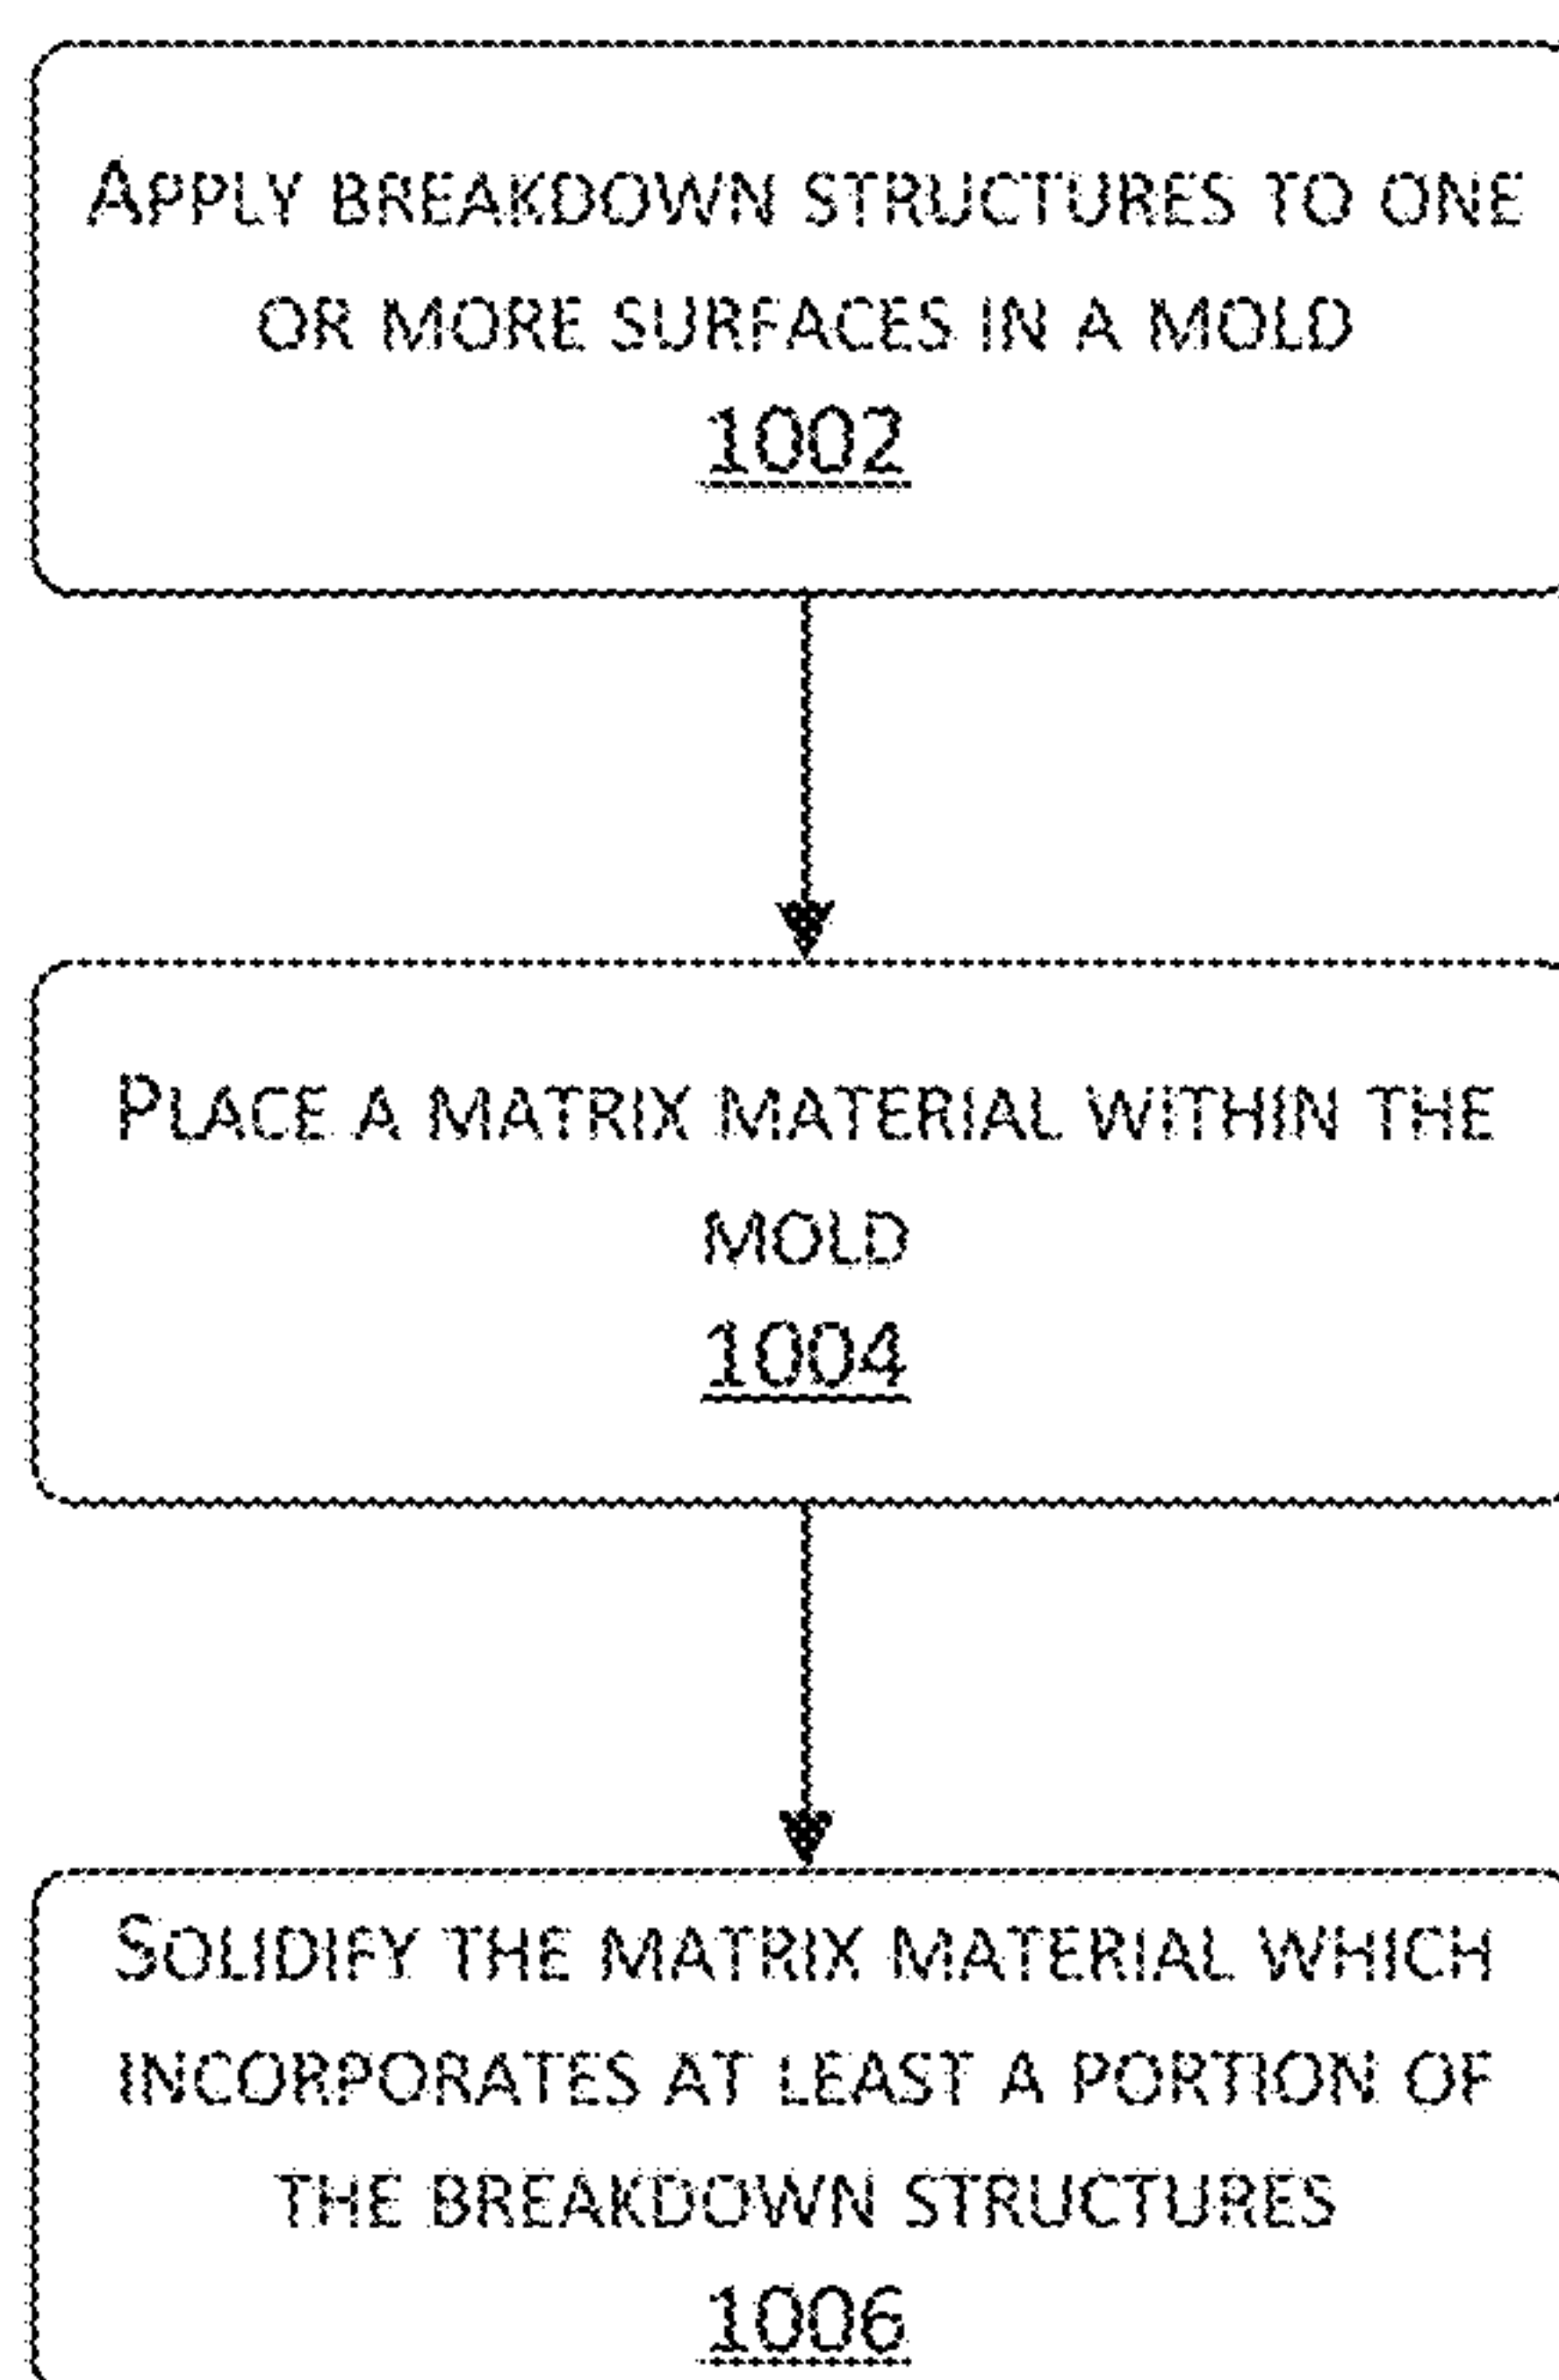 APPLY BREAKDOWN STRUCTURES TO ONE
OR MORE SURFACES IN A MOLD
1002
PLACE A MATRIX MATERIAL WITHIN THE
MOLD
1004
SOLIDIFY THE MATRIX MATERIAL WHICH
INCORPORATES AT LEAST A PORTION OF
THE BREAKDOWN STRUCTURES
1006